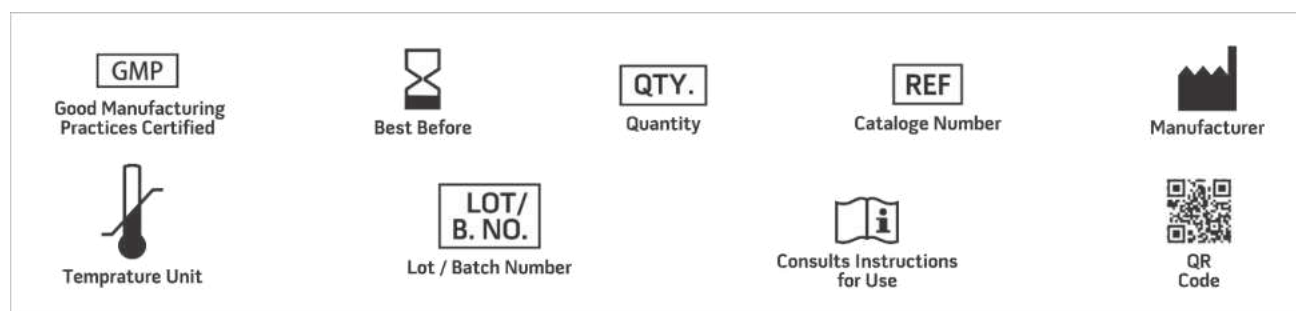 GMP
Good Manufacturing
Practices Certified
Best Before
QTY.
Quantity
REF
Cataloge Number
Manufacturer
Temprature Unit
LOT/
B. NO.
Lot / Batch Number
i
Consults Instructions
for Use
QR
Code